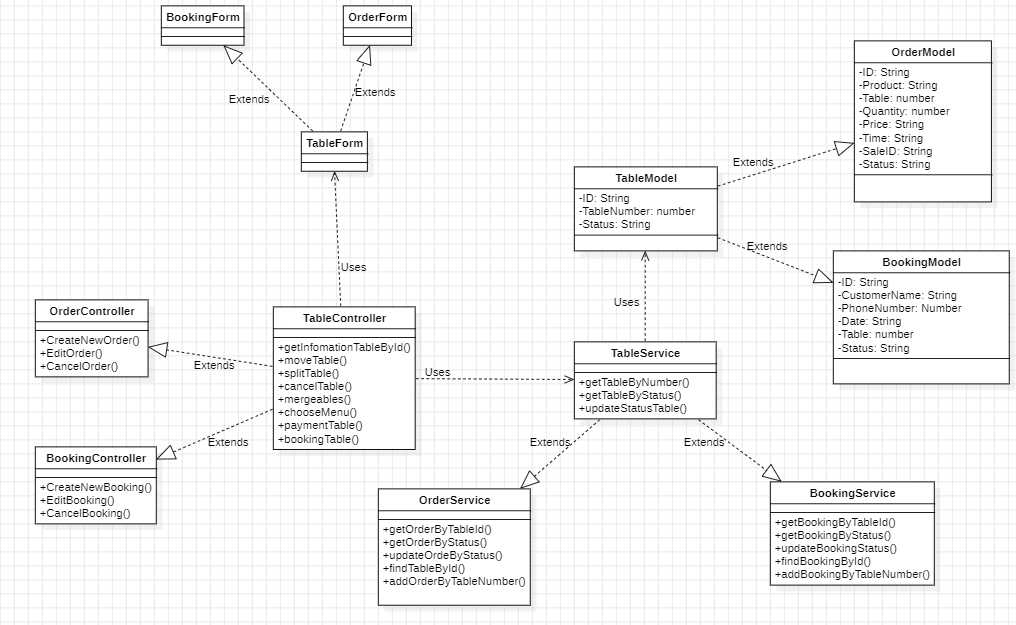 BookingForm
OrderForm
Extends
Extends
TableForm
Uses
OrderModel
-ID: String
-Product: String
-Table: number
-Quantity: number
-Price: String
-Time: String
-SaleID: String
-Status: String
Extends
TableModel
-ID: String
-TableNumber: number
-Status: String
Extends
BookingModel
-ID: String
-CustomerName: String
-PhoneNumber: Number
-Date: String
-Table: number
-Status: String
Uses
OrderController
+CreateNewOrder()
+EditOrder()
+CancelOrder()
Extends
TableController
+getInfomationTableById()
+moveTable()
+splitTable()
+cancelTable()
+mergeables()
+chooseMenu()
+paymentTable()
+bookingTable()
Uses
TableService
+getTableByNumber()
+getTableByStatus()
+updateStatusTable()
Extends
BookingController
+CreateNewBooking()
+EditBooking()
+CancelBooking()
Extends
Extends
OrderService
+getOrderByTableId()
+getOrderByStatus()
+updateOrdeByStatus()
+findTableById()
+addOrderByTableNumber()
BookingService
+getBookingByTableId()
+getBookingByStatus()
+updateBookingStatus()
+findBookingById()
+addBookingByTableNumber()